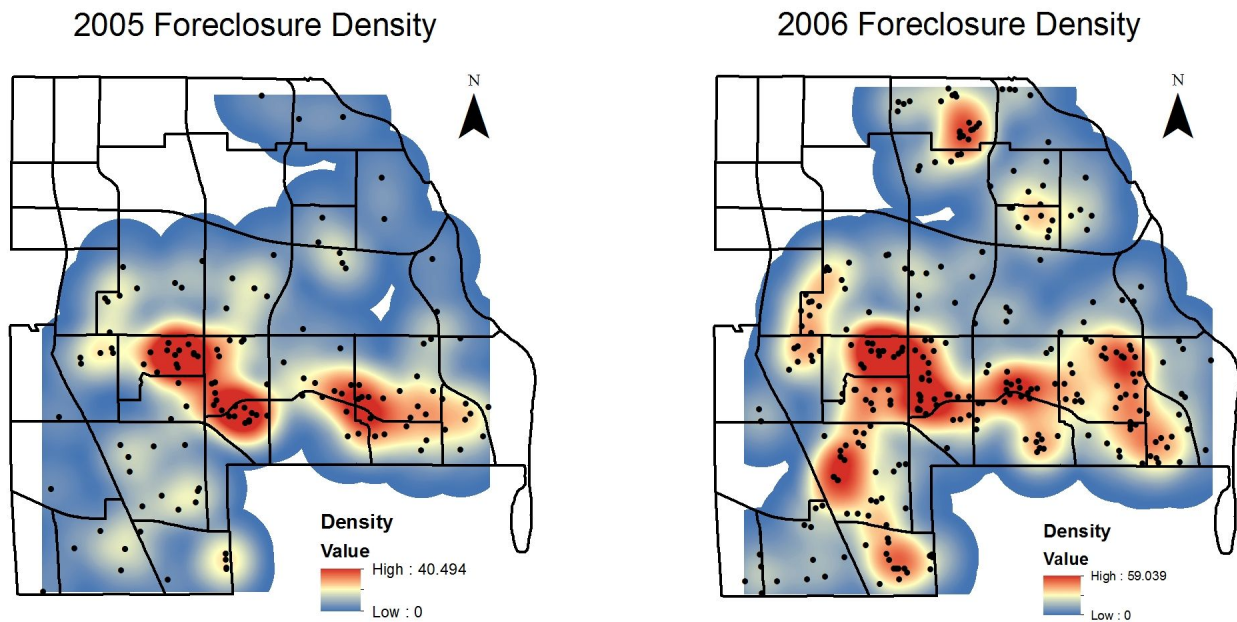 2005 Foreclosure Density
N
Density
Value
High : 40.494
Low : 0
2006 Foreclosure Density
N
Density
Value
High : 59.039
Low : 0